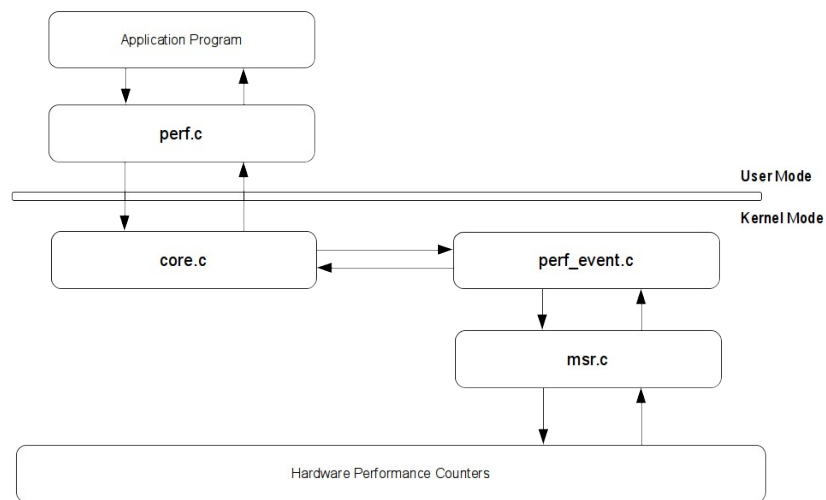 Application Program
perf.c
User Mode
Kernel Mode
core.c
perf_event.c
msr.c
Hardware Performance Counters